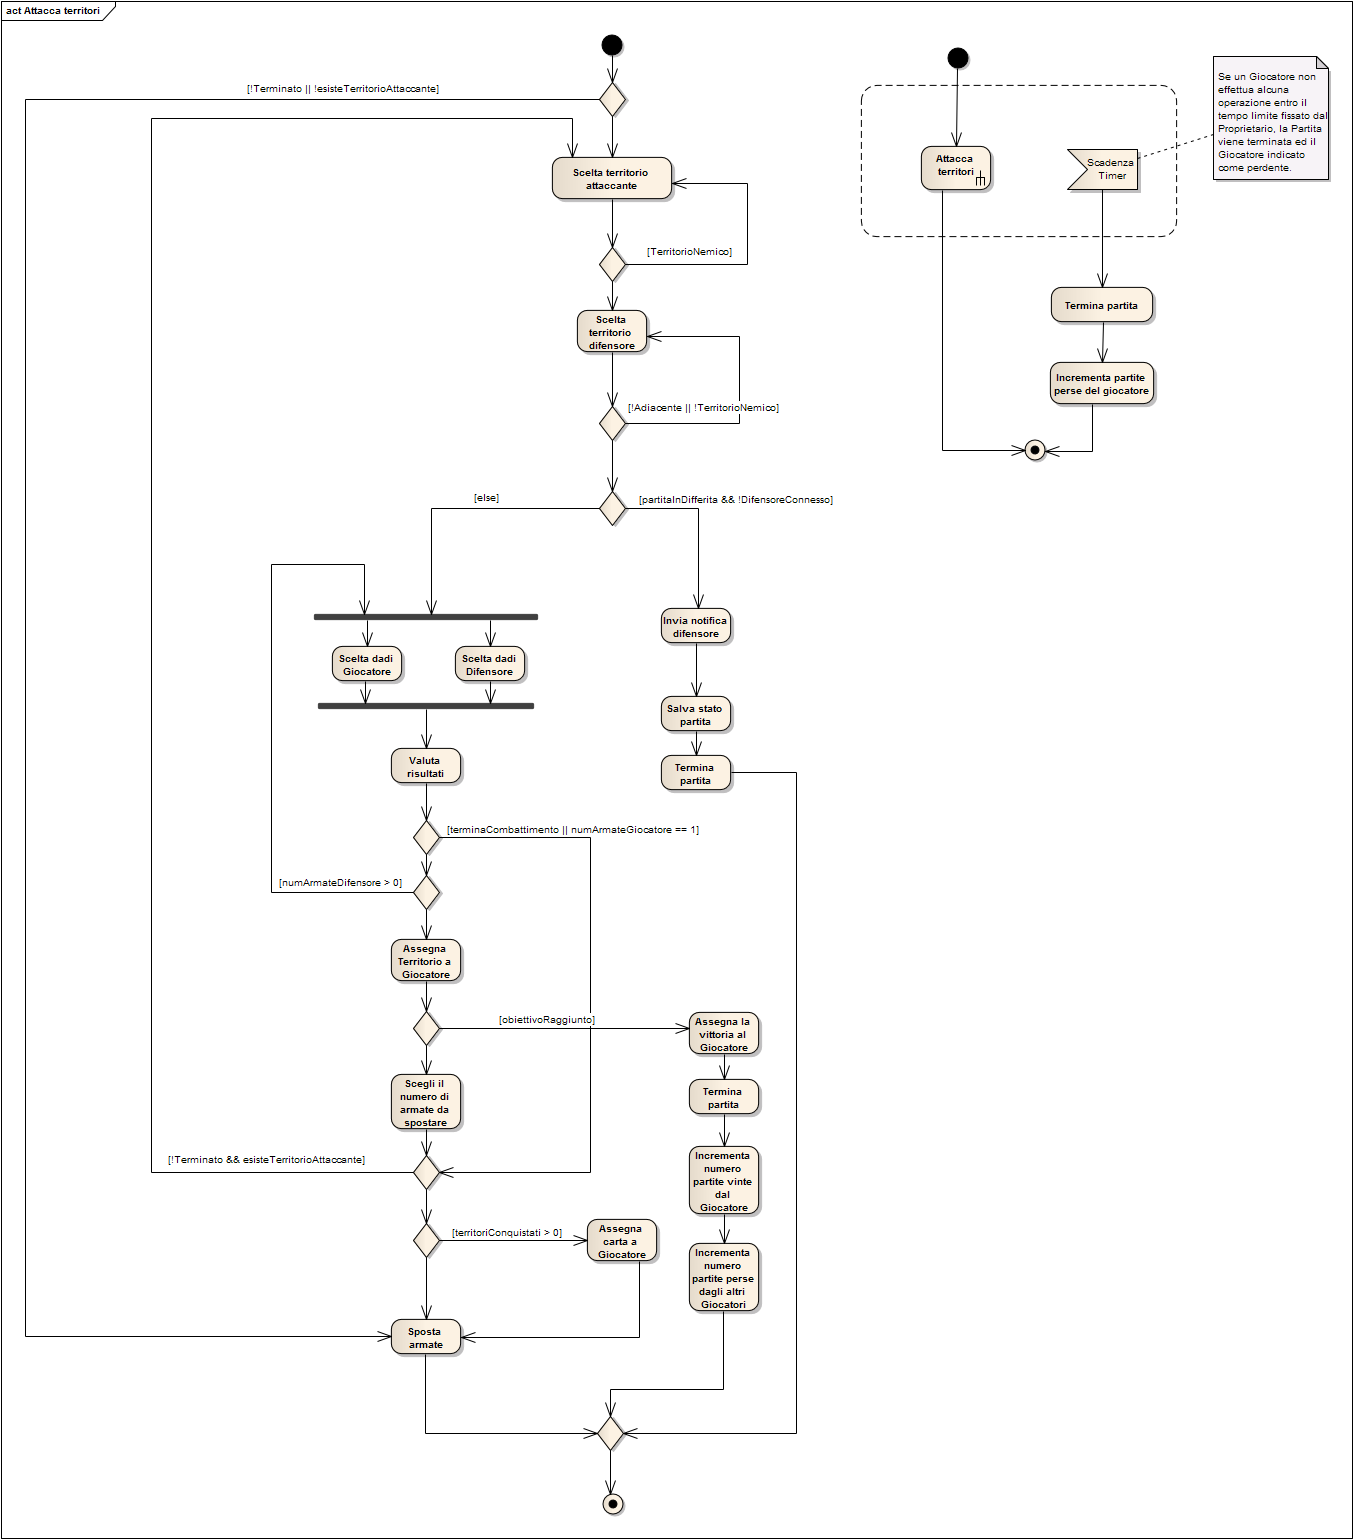 act Attacca territori
[!Terminato || !esisteTerritorioAttaccante]
Scelta territorio
attaccante
[TerritorioNemico]
Scelta
territorio
difensore
[!Adiacente || !TerritorioNemico]
[else]
[partitaInDifferita && !DifensoreConnesso]
Scelta dadi
Giocatore
Scelta dadi
Difensore
Invia notifica
difensore
Salva stato
partita
Termina
partita
Valuta
risultati
[terminaCombattimento || numArmateGiocatore == 1]
[numArmateDifensore > 0]
Assegna
Territorio a
Giocatore
[obiettivoRaggiunto]
Assegna la
vittoria al
Giocatore
Termina
partita
Scegli il
numero di
armate da
spostare
Incrementa
numero
partite vinte
dal
Giocatore
[!Terminato && esisteTerritorioAttaccante]
[territoriConquistati > 0]
Assegna
carta a
Giocatore
Incrementa
numero
partite perse
dagli altri
Giocatori
Sposta
armate
Attacca
territori
Scadenza
Timer
Se un Giocatore non
effettua alcuna
operazione entro il
tempo limite fissato dal
Proprietario, la Partita
viene terminata ed il
Giocatore indicato
come perdente.
Termina partita
Incrementa partite
perse del giocatore